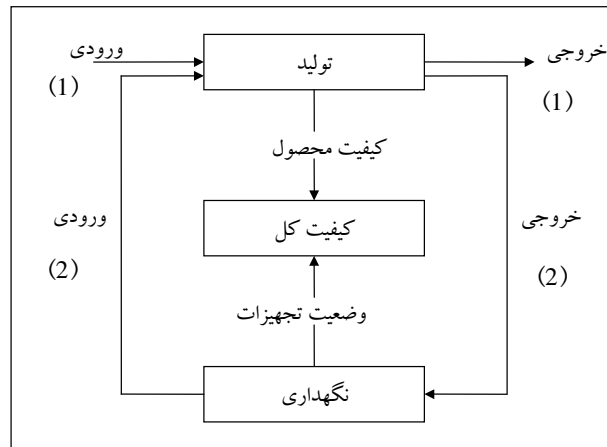 خروجی
تولید
ورودی
(1)
(1)
کیفیت محصول
خروجی
کیفیت کل
ورودی
(2)
(2)
وضعیت تجهیزات
نگهداری